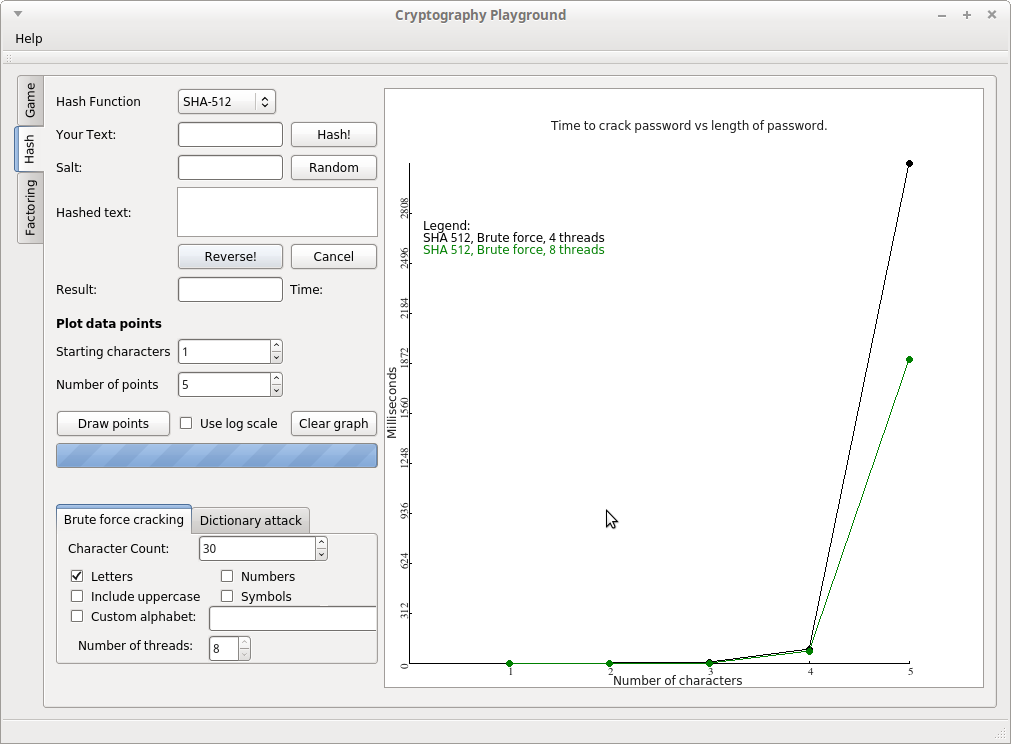 Cryptography Playground
Help
Game
Hash
Factoring
Hash Function
SHA-512
Your Text:
Hash!
Salt:
Random
Hashed text:
Reverse!
Cancel
Result:
Time:
Plot data points
Starting characters
1
Number of points
5
Draw points
Use log scale
Clear graph
Brute force cracking
Dictionary attack
Character Count:
30
Letters
Numbers
Include uppercase
Symbols
Custom alphabet:
Number of threads:
8
Time to crack password vs length of password.
Legend:
SHA 512, Brute force, 4 threads
SHA 512, Brute force, 8 threads
Milliseconds
2808
2496
2184
1872
1560
1248
936
624
312
0
1
2
3
4
5
Number of characters